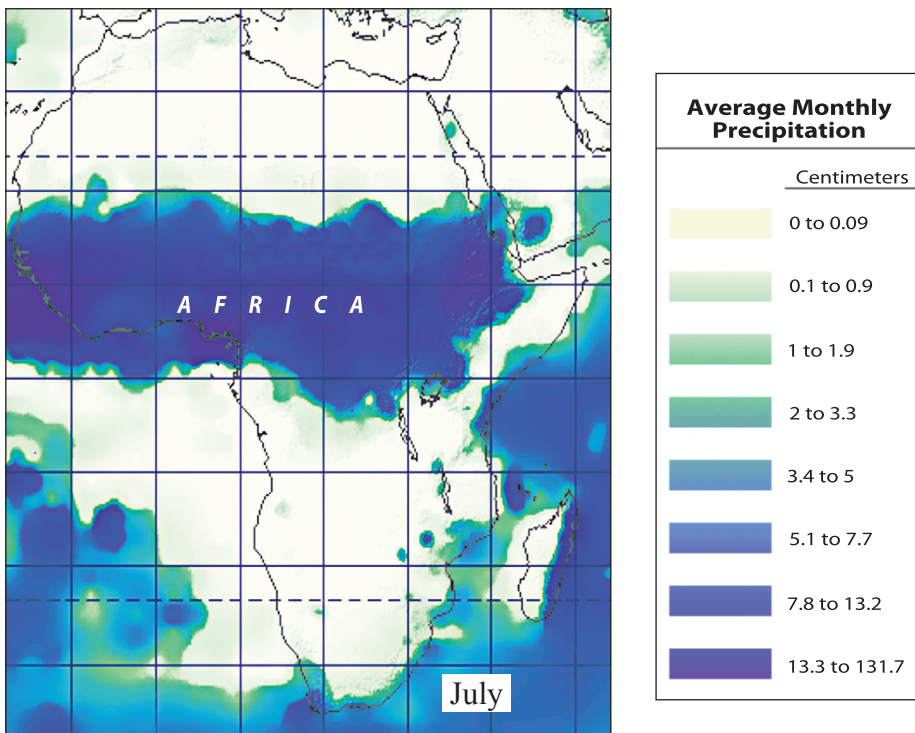 AFRICA
July
Average Monthly
Precipitation
Centimeters
0 to 0.09
0.1 to 0.9
1 to 1.9
2 to 3.3
3.4 to 5
5.1 to 7.7
7.8 to 13.2
13.3 to 131.7